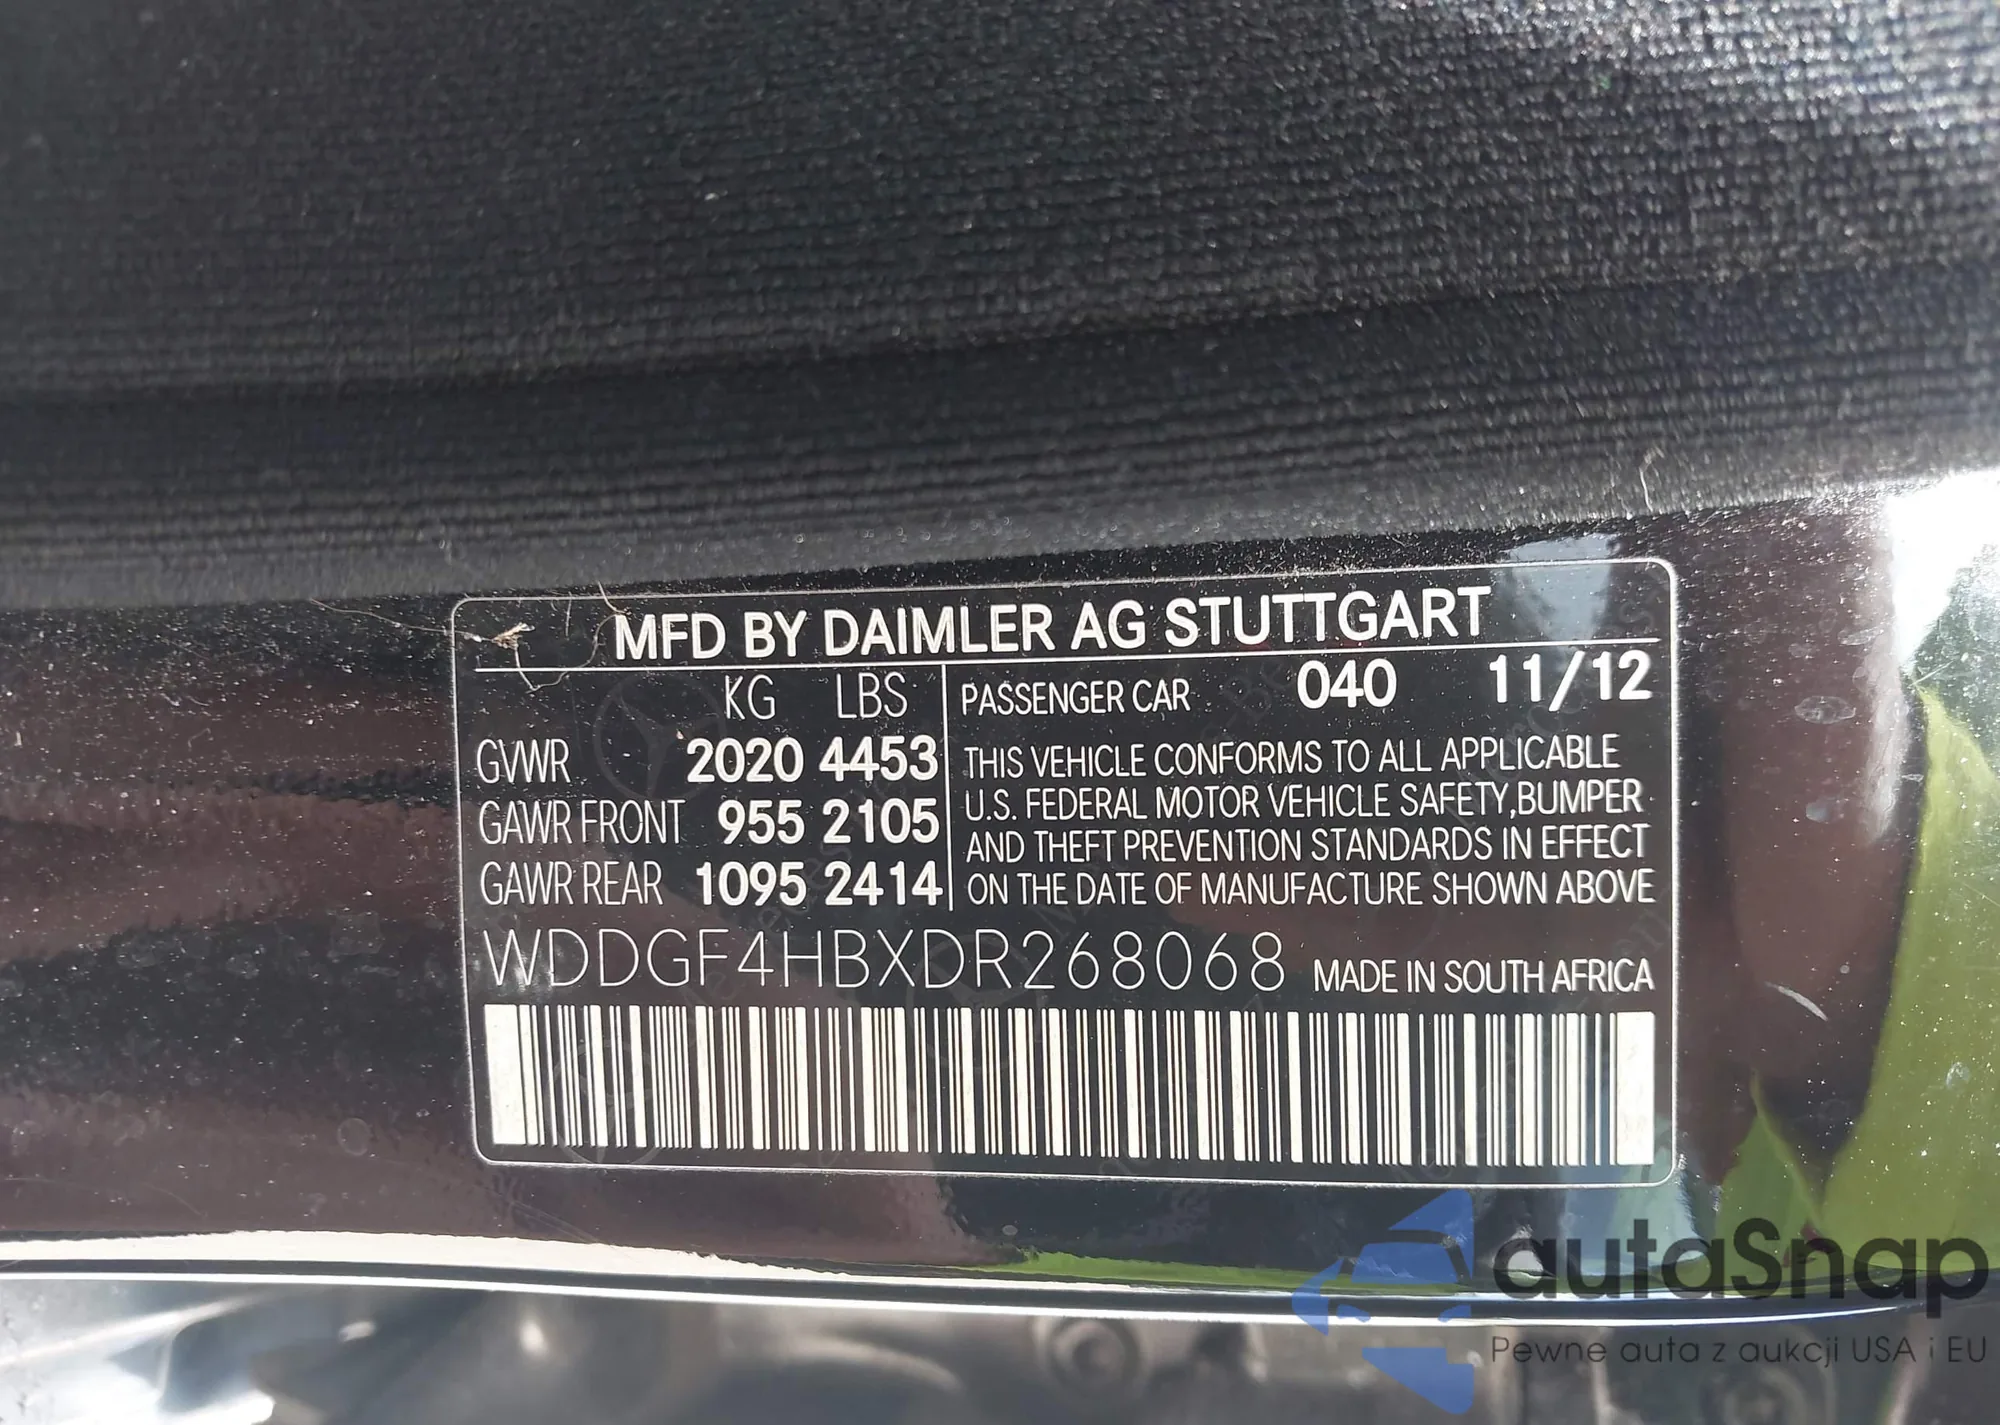 MFD BY DAIMLER AG STUTTGART
KG LBS
GVWR 2020 4453
GAWR FRONT 955 2105
GAWR REAR 1095 2414
PASSENGER CAR 040 11/12
THIS VEHICLE CONFORMS TO ALL APPLICABLE
U.S. FEDERAL MOTOR VEHICLE SAFETY, BUMPER
AND THEFT PREVENTION STANDARDS IN EFFECT
ON THE DATE OF MANUFACTURE SHOWN ABOVE
WDDGF4HBXDR268068 MADE IN SOUTH AFRICA
autaSnap
Pewne auta z aukcji USA i EU